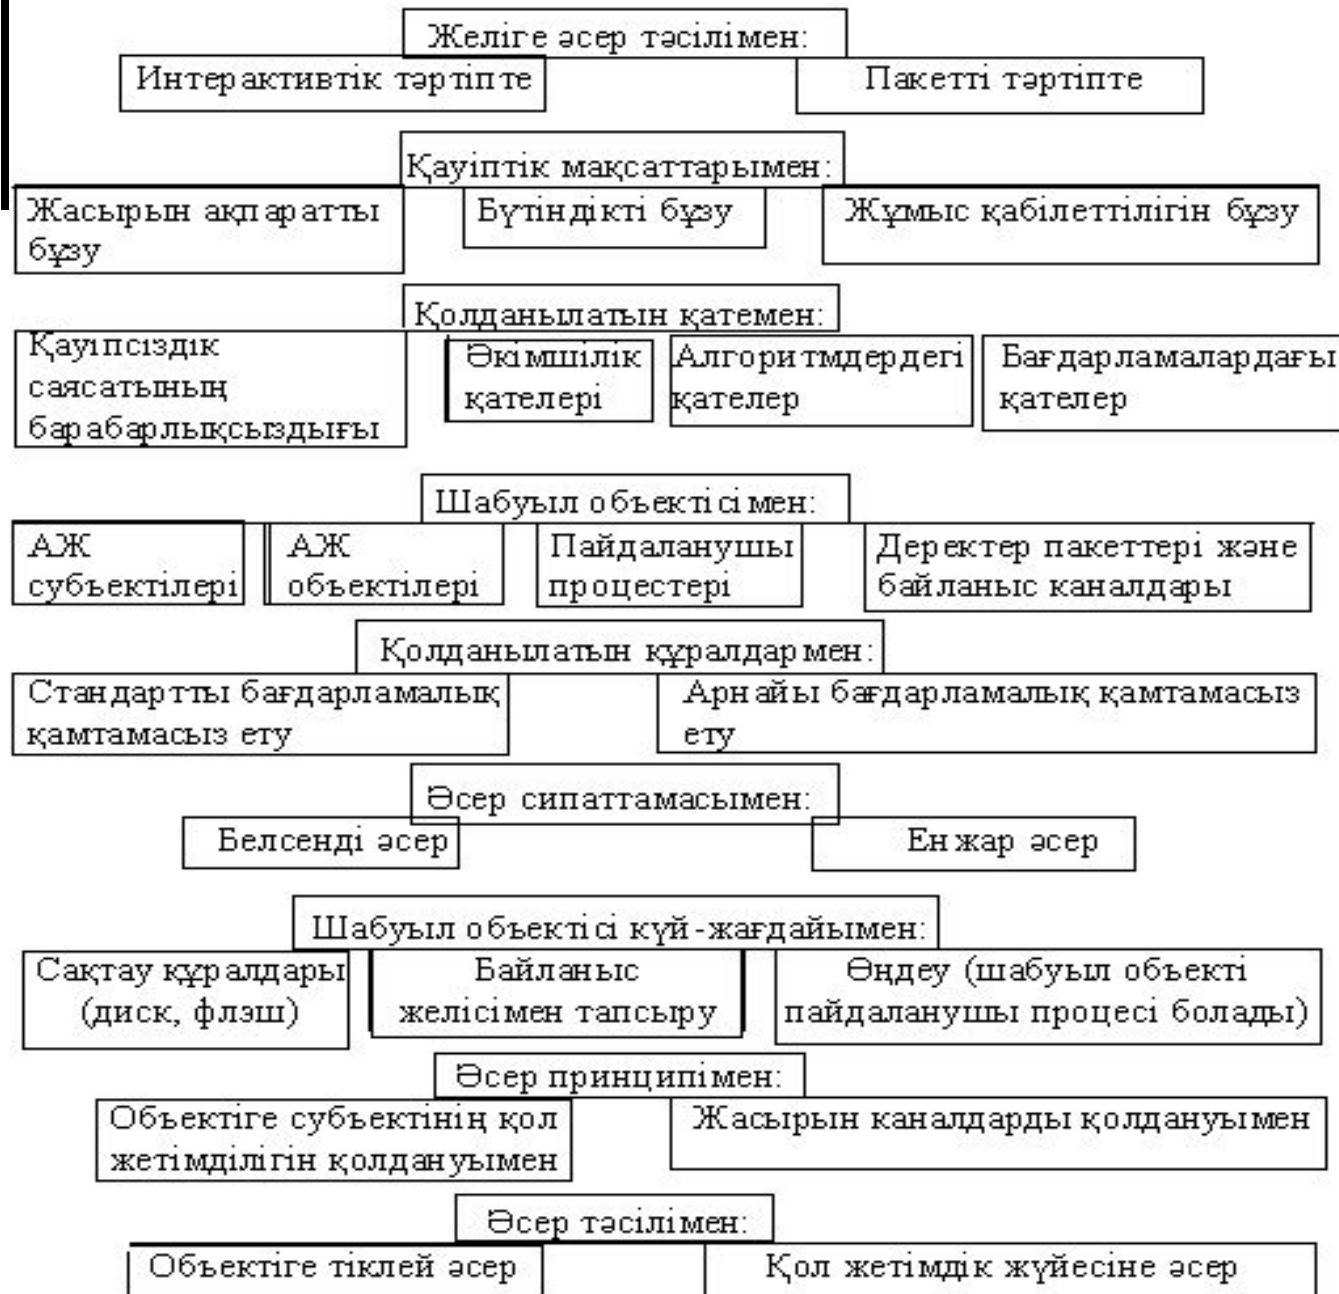 Желіге әсер тәсілімен:
Интерактивтік тәртіпте
Пакетті тәртіпте
Қауіптік мақсаттарымен:
Жасырын ақпаратты
бұзу
Бүтіндікті бұзу
Жұмыс қабілеттілігін бұзу
Қолданылатын қатемен:
Қауіпсіздік
саясатының
барабарлықсыздығы
Әкімшілік
қателері
Алгоритмдердегі
қателер
Бағдарламалардағы
қателер
Шабуыл объектісімен:
АЖ
субъектілері
АЖ
объектілері
Пайдаланушы
процестері
Деректер пакеттері және
байланыс каналдары
Қолданылатын құралдармен:
Стандартты бағдарламалық
қамтамасыз ету
Арнайы бағдарламалық қамтамасыз
ету
Әсер сипаттамасымен:
Белсенді әсер
Енжар әсер
Шабуыл объектісі күй-жағдайымен:
Сақтау құралдары
(диск, флэш)
Байланыс
желісімен тапсыру
Өңдеу (шабуыл объекті
пайдаланушы процесі болады)
Әсер принципімен:
Объектіге субъектінің қол
жетімділігін қолдануымен
Жасырын каналдарды қолдануымен
Әсер тәсілімен:
Объектіге тіклей әсер
Қол жетімдік жүйесіне әсер